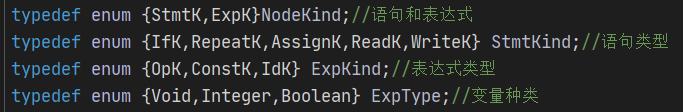 typedef enum {StmtK,ExpK}NodeKind;//语句和表达式
typedef enum {IfK,RepeatK,AssignK,ReadK,WriteK} StmtKind;//语句类型
typedef enum {OpK,ConstK,IdK} ExpKind;//表达式类型
typedef enum {Void,Integer,Boolean} ExpType;//变量种类